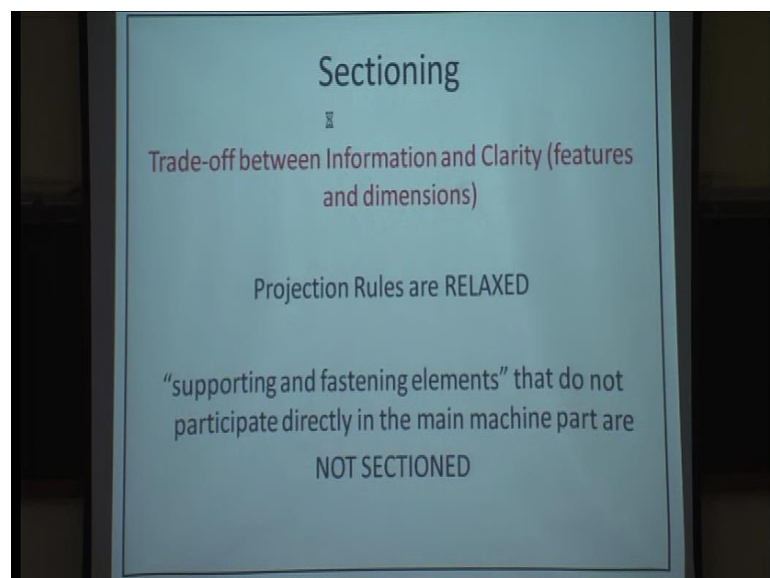 Sectioning
Trade-off between Information and Clarity (features
and dimensions)
Projection Rules are RELAXED
“supporting and fastening elements” that do not
participate directly in the main machine part are
NOT SECTIONED